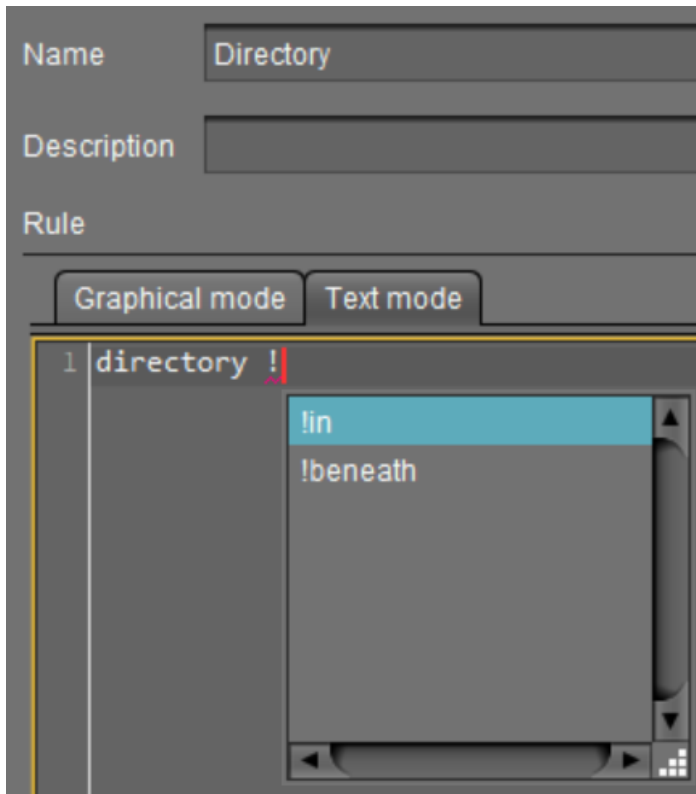 Name Directory
Description
Rule
Graphical mode Text mode
1 directory !
!in
!beneath